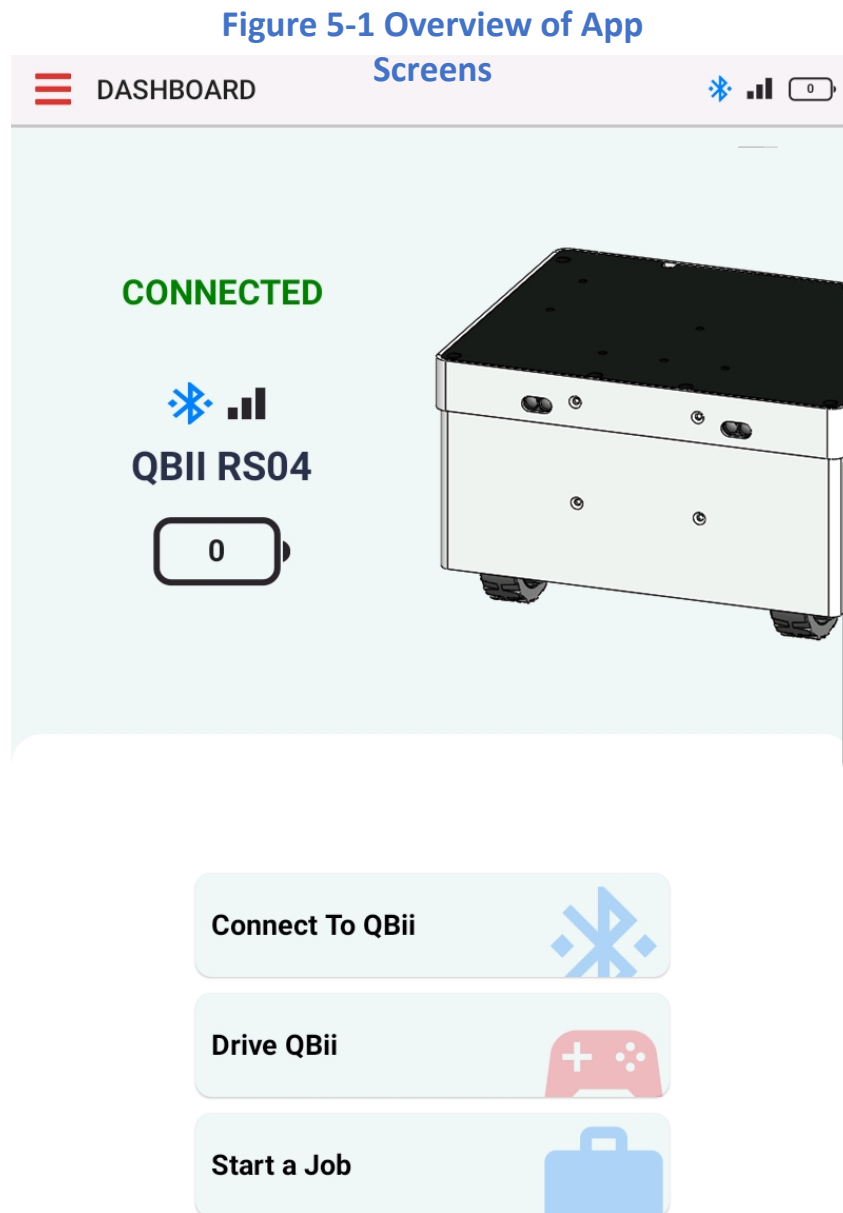 Figure 5-1 Overview of App
Screens
DASHBOARD
0
CONNECTED
QBII RS04
0
Connect To QBii
Drive QBii
Start a Job